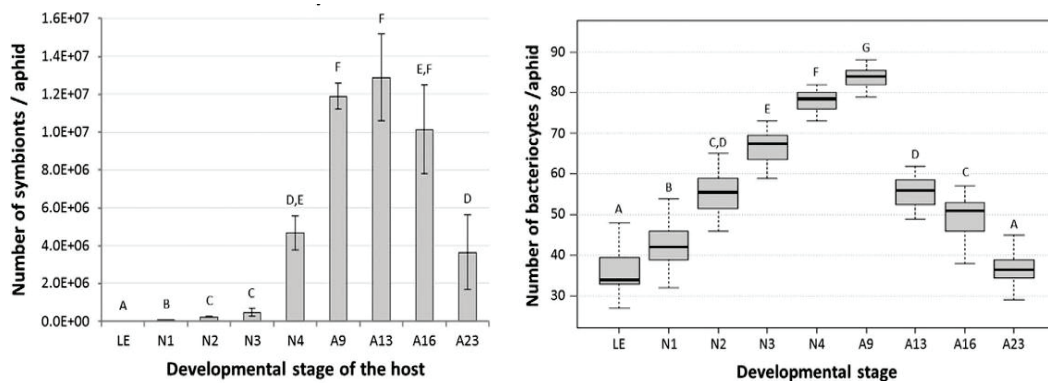 Number of symbionts / aphid
1.6E+07
1.4E+07
1.2E+07
1.0E+07
8.0E+06
6.0E+06
4.0E+06
2.0E+06
0.0E+00
A
B
C
C
D,E
F
F
E,F
D
LE N1 N2 N3 N4 A9 A13 A16 A23
Developmental stage of the host
Number of bacteriocytes /aphid
90
80
70
60
50
40
30
A
B
C,D
E
F
G
D
C
A
LE N1 N2 N3 N4 A9 A13 A16 A23
Developmental stage